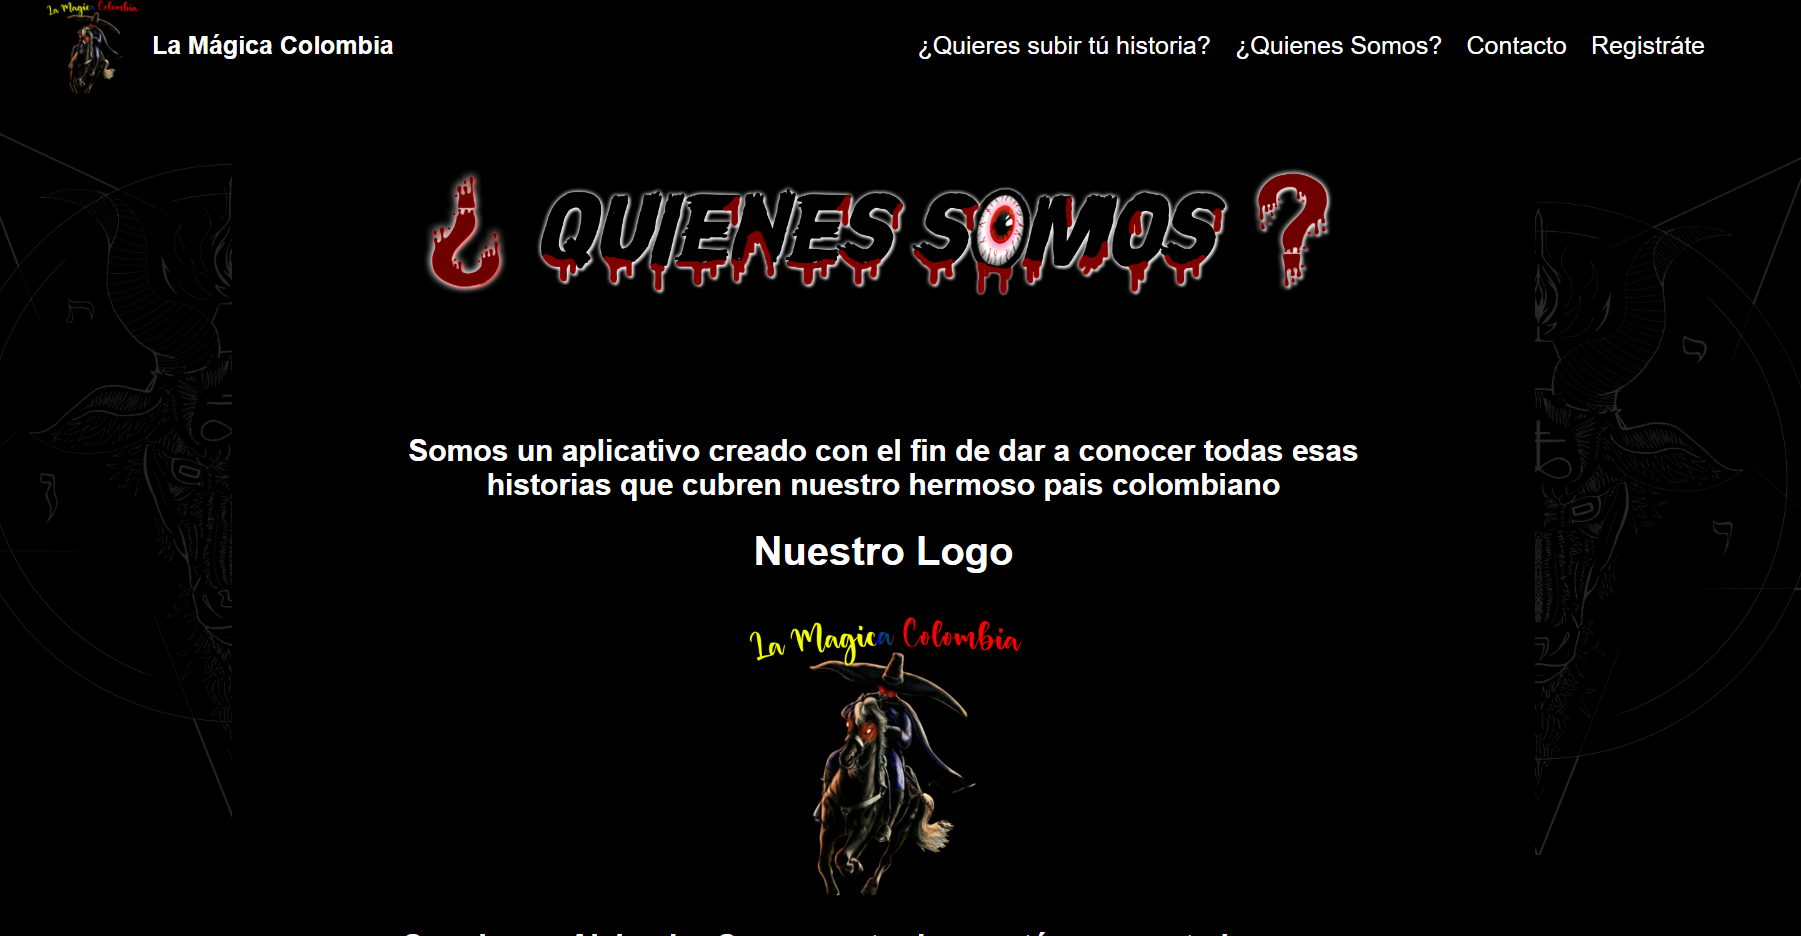 La Magica Colombia
La Mágica Colombia
¿Quieres subir tú historia? ¿Quienes Somos? Contacto Registráte
¿ QUIENES SOMOS ?
Somos un aplicativo creado con el fin de dar a conocer todas esas
historias que cubren nuestro hermoso pais colombiano
Nuestro Logo
La Magica Colombia